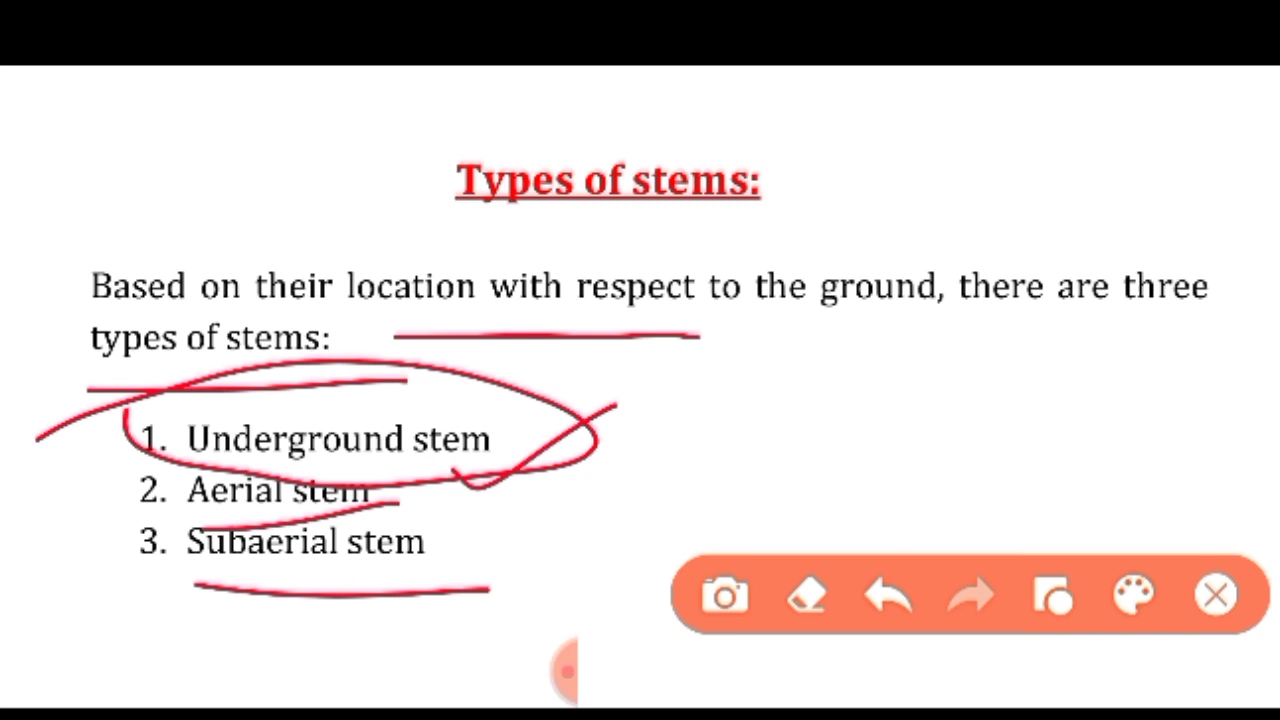 Types of stems:
Based on their location with respect to the ground, there are three
types of stems:
1. Underground stem
2. Aerial stem
3. Subaerial stem